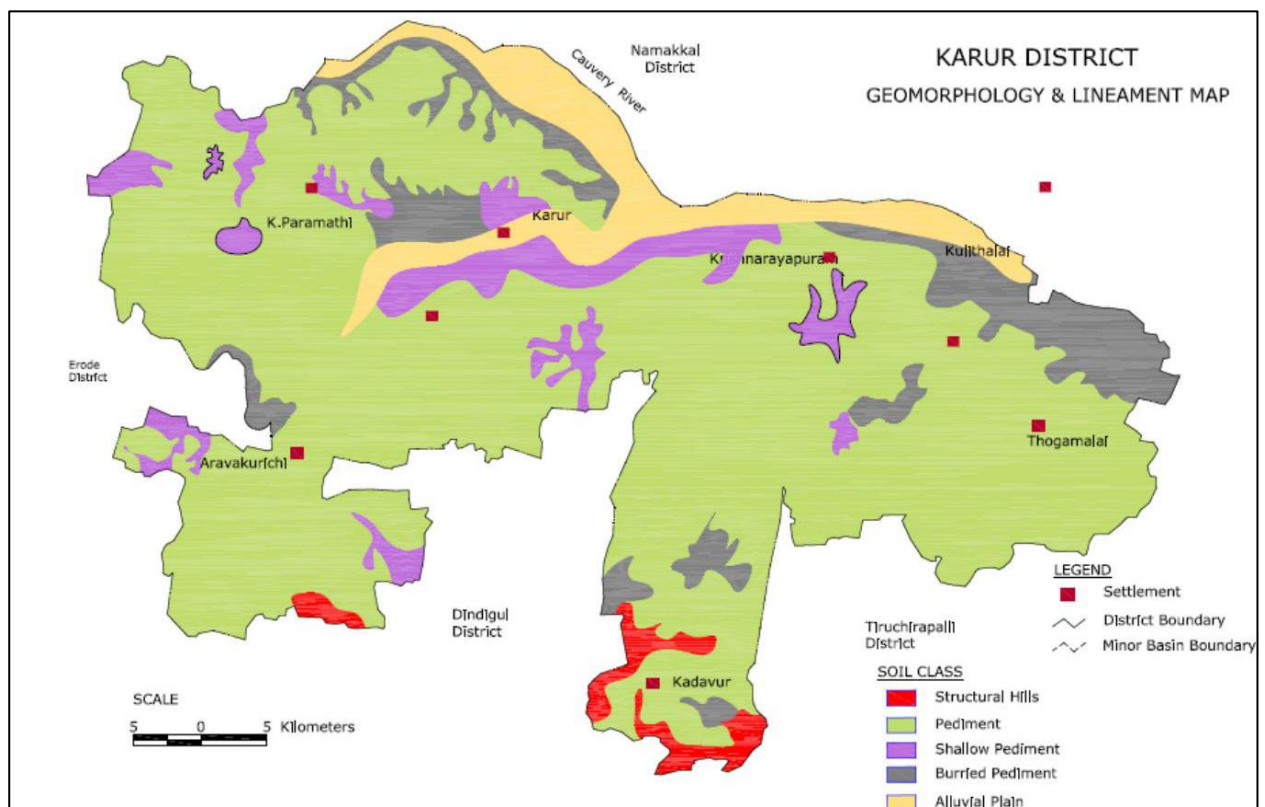 KARUR DISTRICT
GEOMORPHOLOGY & LINEAMENT MAP
Namakkal
District
Cauvery River
K.Paramathi
Karur
Krishnarayapuram
Kulithalai
Erode
District
Aravakurichi
Thogamalai
Dindigul
District
Tiruchirapalli
District
Kadavur
SCALE
5 0 5 Kilometers
LEGEND
Settlement
District Boundary
Minor Basin Boundary
SOIL CLASS
Structural Hills
Pediment
Shallow Pediment
Burried Pediment
Alluvial Plain